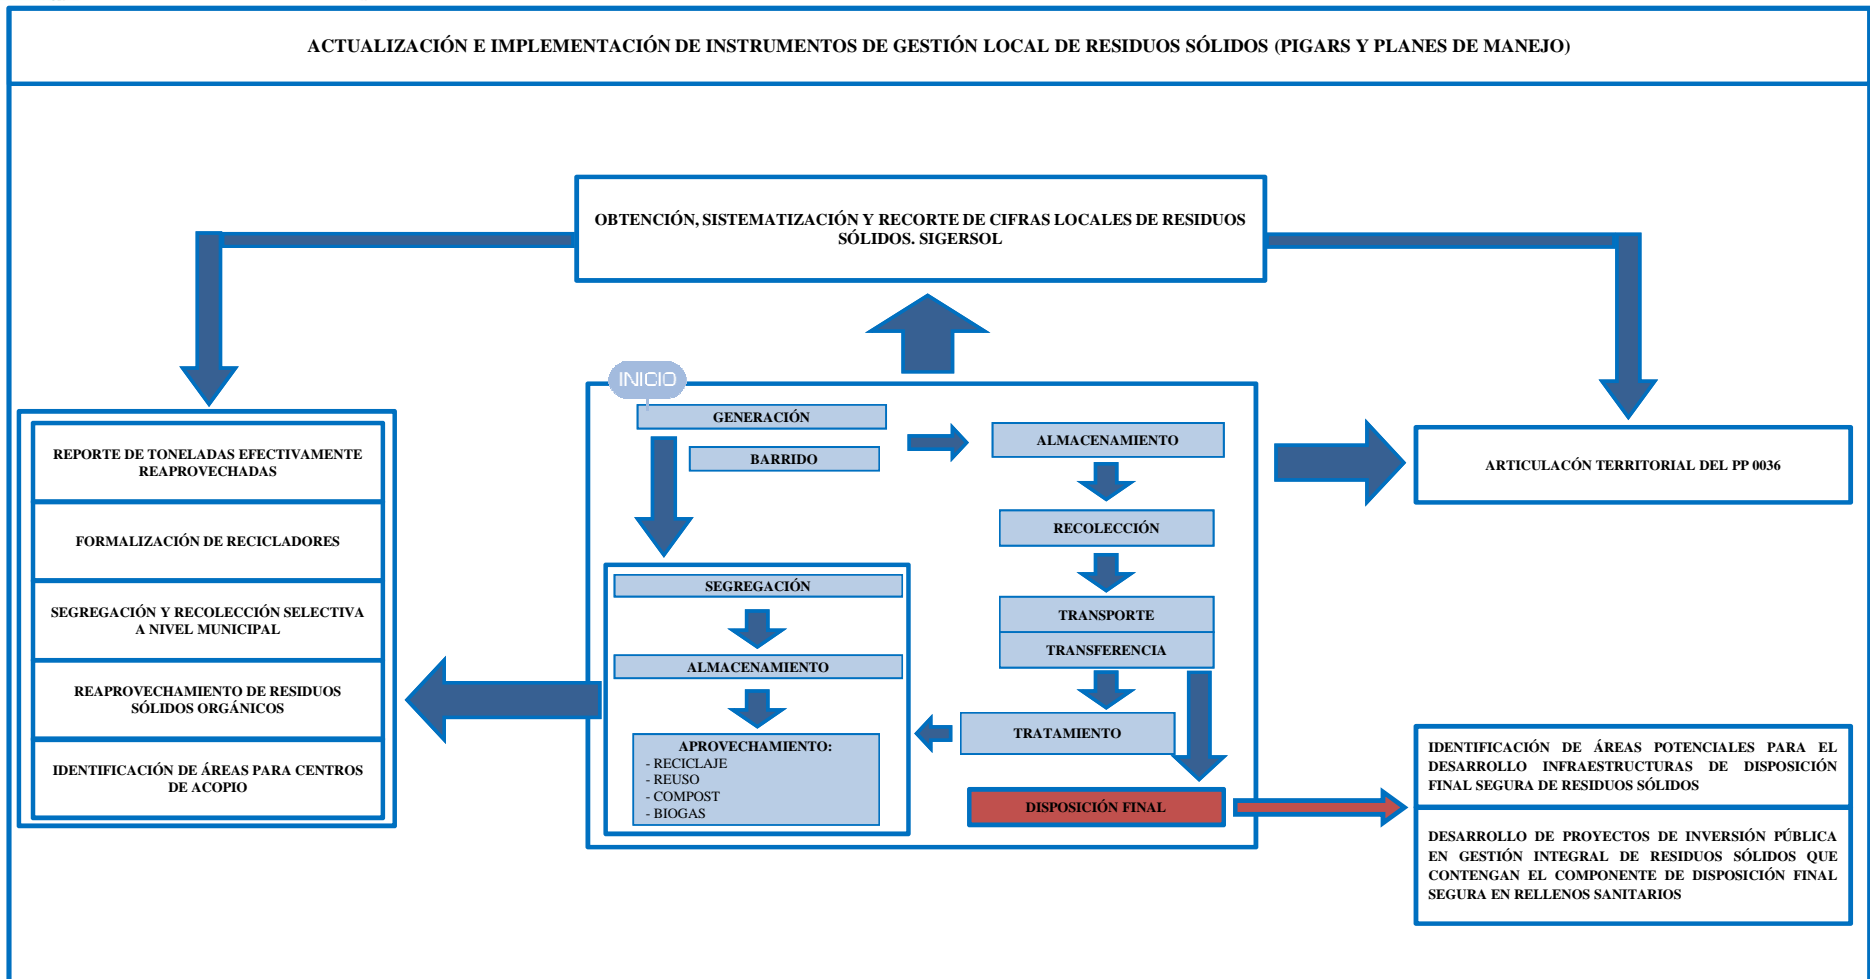 ACTUALIZACIÓN E IMPLEMENTACIÓN DE INSTRUMENTOS DE GESTIÓN LOCAL DE RESIDUOS SÓLIDOS (PIGARS Y PLANES DE MANEJO)
OBTENCIÓN, SISTEMATIZACIÓN Y RECORTE DE CIFRAS LOCALES DE RESIDUOS
SÓLIDOS. SIGERSOL
REPORTE DE TONELADAS EFECTIVAMENTE
REAPROVECHADAS
FORMALIZACIÓN DE RECICLADORES
SEGREGACIÓN Y RECOLECCIÓN SELECTIVA
A NIVEL MUNICIPAL
REAPROVECHAMIENTO DE RESIDUOS
SÓLIDOS ORGÁNICOS
IDENTIFICACIÓN DE ÁREAS PARA CENTROS
DE ACOPIO
INICIO
GENERACIÓN
BARRIDO
SEGREGACIÓN
ALMACENAMIENTO
APROVECHAMIENTO:
- RECICLAJE
- REUSO
- COMPOST
- BIOGAS
ALMACENAMIENTO
RECOLECCIÓN
TRANSPORTE
TRANSFERENCIA
TRATAMIENTO
DISPOSICIÓN FINAL
ARTICULACÓN TERRITORIAL DEL PP 0036
IDENTIFICACIÓN DE ÁREAS POTENCIALES PARA EL
DESARROLLO INFRAESTRUCTURAS DE DISPOSICIÓN
FINAL SEGURA DE RESIDUOS SÓLIDOS
DESARROLLO DE PROYECTOS DE INVERSIÓN PÚBLICA
EN GESTIÓN INTEGRAL DE RESIDUOS SÓLIDOS QUE
CONTENGAN EL COMPONENTE DE DISPOSICIÓN FINAL
SEGURA EN RELLENOS SANITARIOS